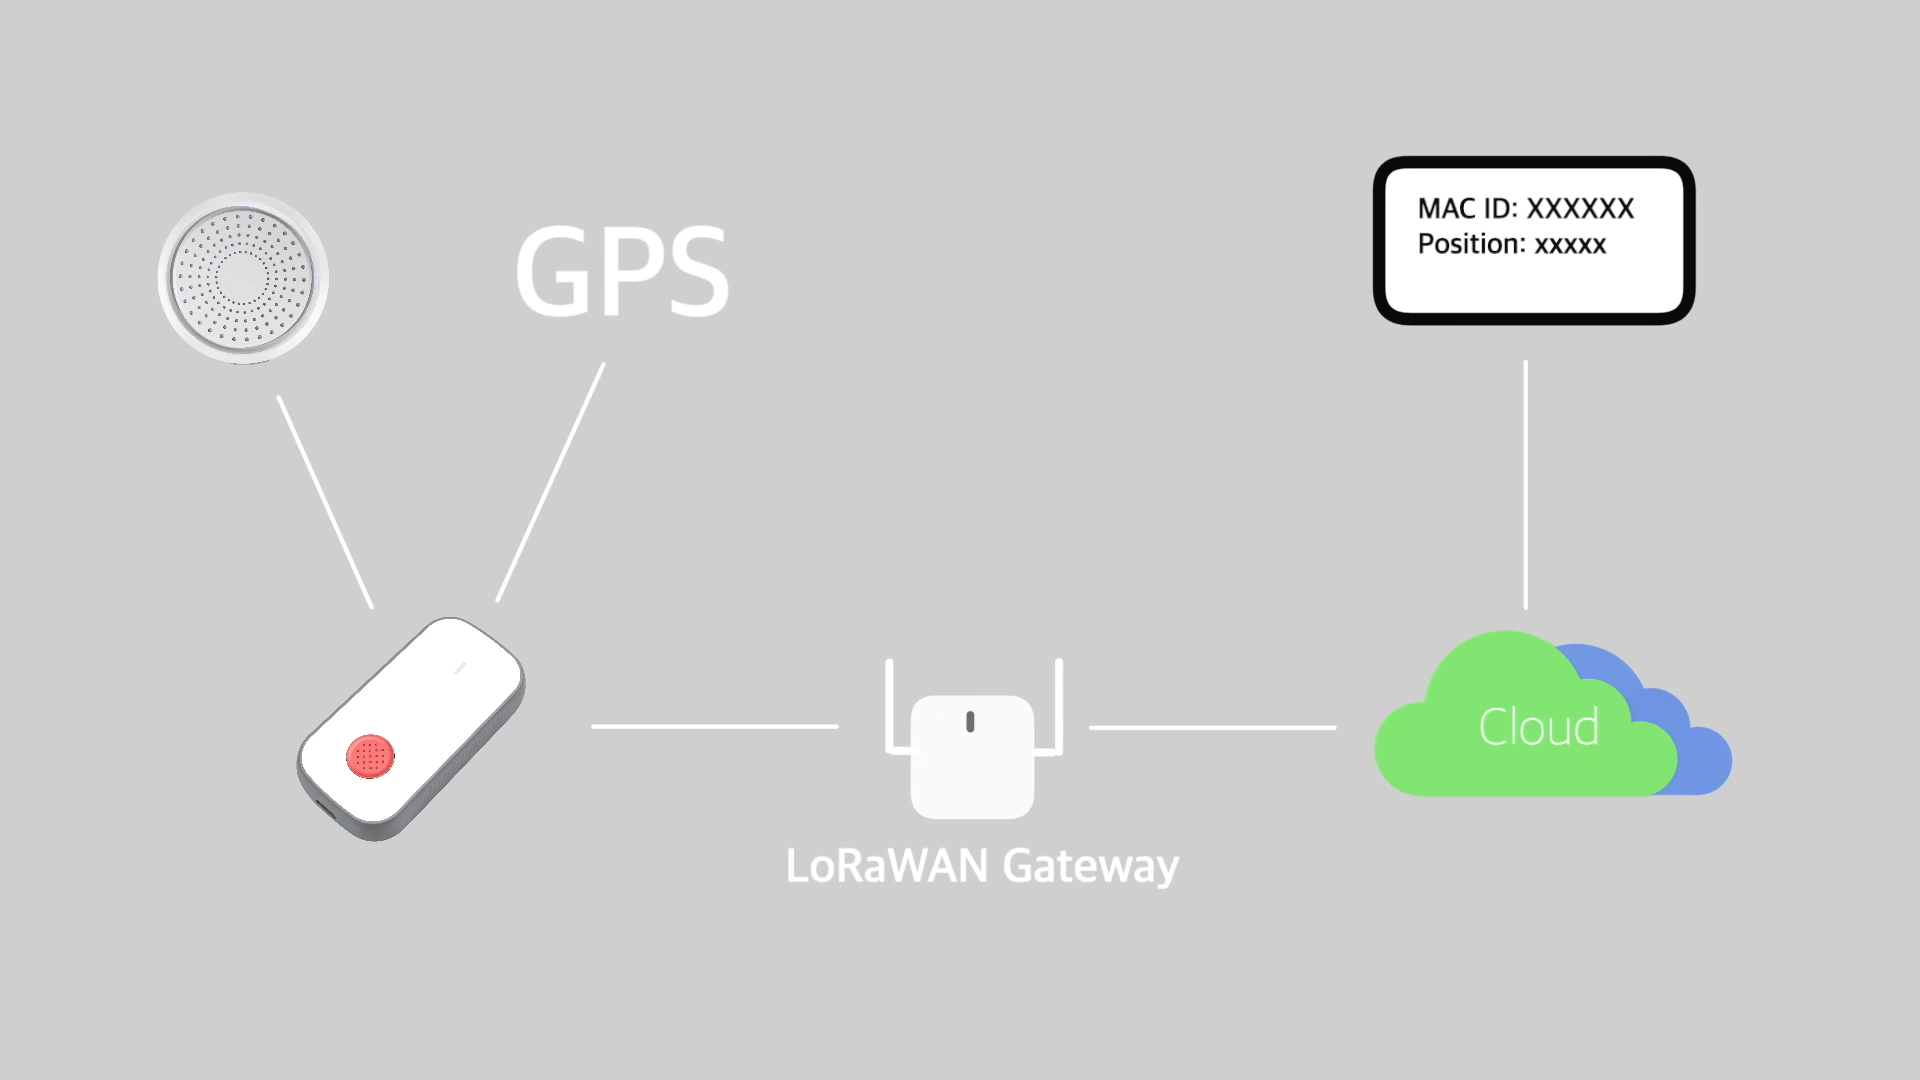 GPS
MAC ID: XXXXXX
Position: xxxxx
Cloud
LoRaWAN Gateway